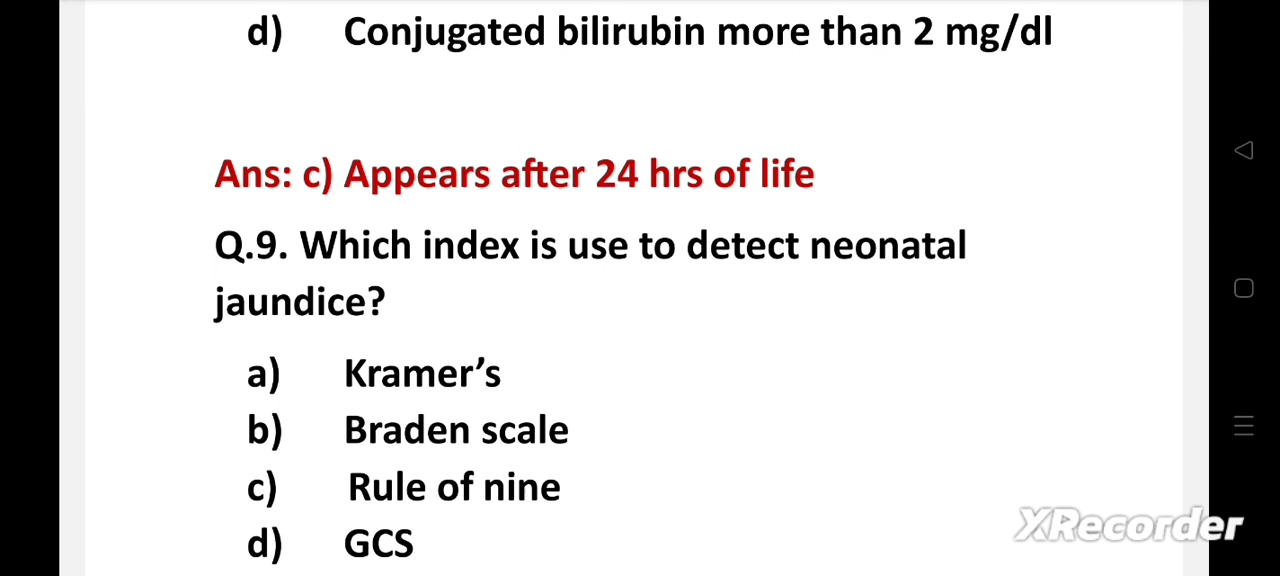 d) Conjugated bilirubin more than 2 mg/dl
Ans: c) Appears after 24 hrs of life
Q.9. Which index is use to detect neonatal
jaundice?
a) Kramer’s
b) Braden scale
c) Rule of nine
d) GCS
XRecorder